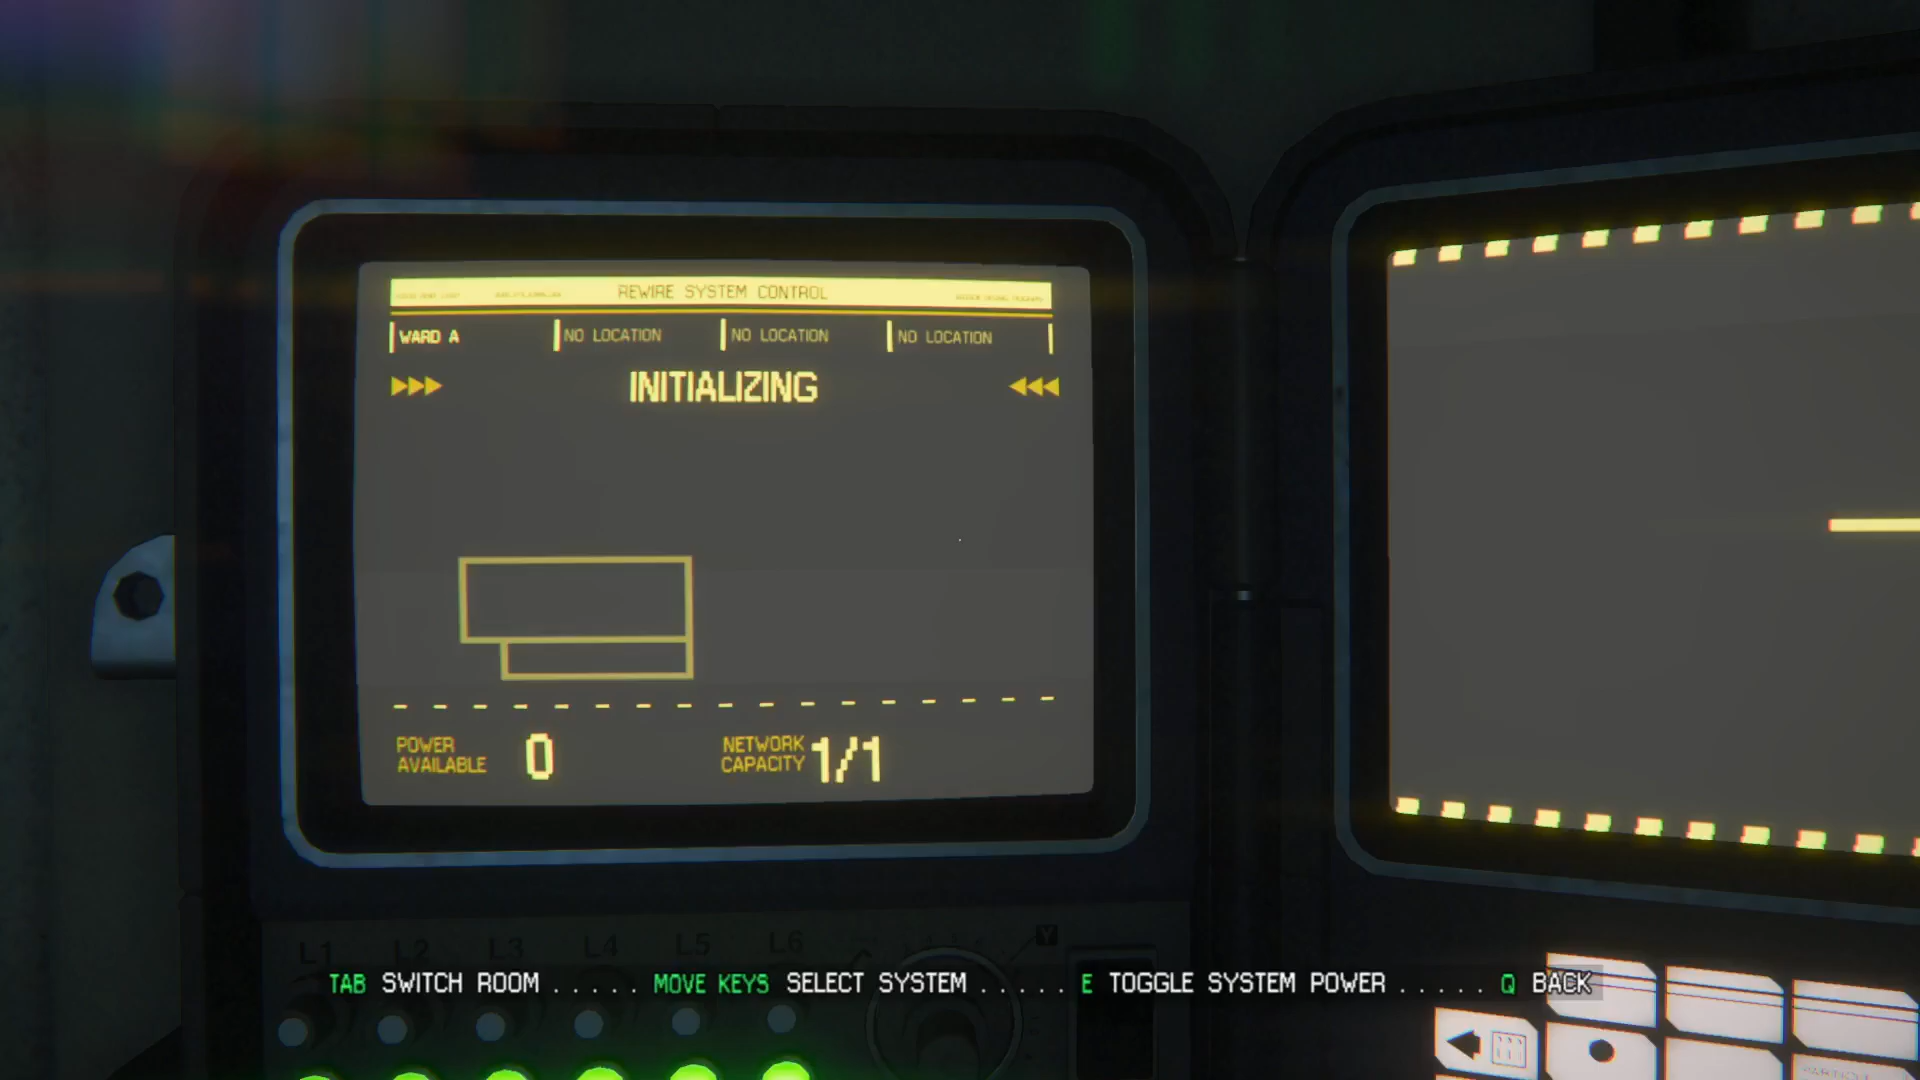 REWIRE SYSTEM CONTROL
WARD A NO LOCATION NO LOCATION NO LOCATION
INITIALIZING
POWER AVAILABLE 0 NETWORK CAPACITY 1/1
L1 L2 L3 L4 L5 L6 Y
TAB SWITCH ROOM ..... MOVE KEYS SELECT SYSTEM ..... E TOGGLE SYSTEM POWER ..... Q BACK